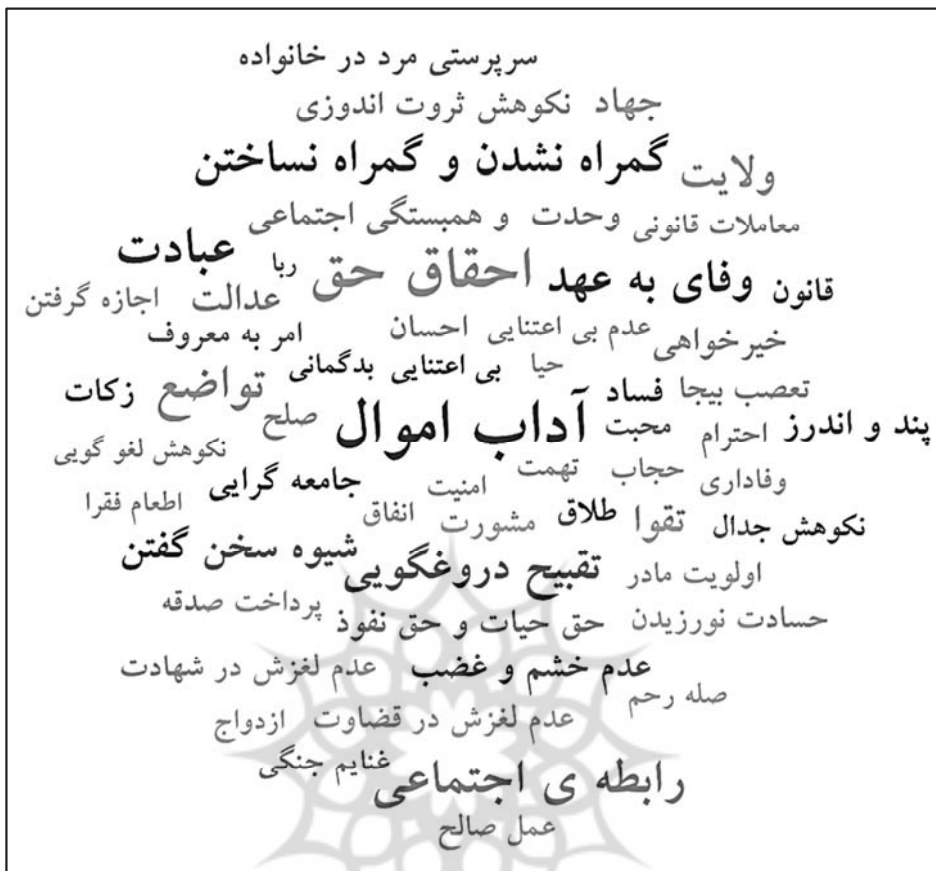 سرپرستی مرد در خانواده
جهاد نکوهش ثروت اندوزی
ولایت گمراه نشدن و گمراه نساختن
معاملات قانونی وحدت و همبستگی اجتماعی
قانون وفای به عهد احقاق حق ربا عبادت
عدالت اجازه گرفتن
خیرخواهی عدم بی اعتنایی احسان امر به معروف
تعصب بیجا فساد حیا بی اعتنایی بدگمانی تواضع زکات
پند و اندرز احترام محبت آداب اموال صلح
نکوهش لغو گویی
وفاداری حجاب تهمت امنیت جامعه گرایی اطعام فقرا
نکوهش جدال تقوا طلاق مشورت انفاق
اولویت مادر تقبیح دروغگویی شیوه سخن گفتن
حسادت نورزیدن حق حیات و حق نفوذ پرداخت صدقه
عدم خشم و غضب عدم لغزش در شهادت
صله رحم
عدم لغزش در قضاوت ازدواج
رابطه ی اجتماعی غنایم جنگی
عمل صالح